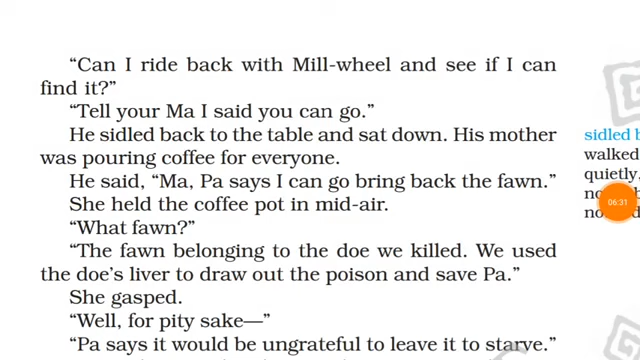 “Can I ride back with Mill-wheel and see if I can
find it?”
“Tell your Ma I said you can go.”
He sidled back to the table and sat down. His mother
was pouring coffee for everyone.
He said, “Ma, Pa says I can go bring back the fawn.”
She held the coffee pot in mid-air.
“What fawn?”
“The fawn belonging to the doe we killed. We used
the doe’s liver to draw out the poison and save Pa.”
She gasped.
“Well, for pity sake—”
“Pa says it would be ungrateful to leave it to starve.”
sidled
walked
quietly,
06:31